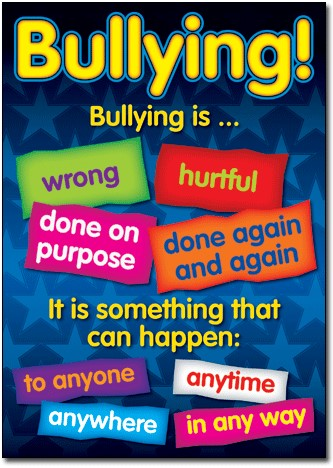 Bullying!
Bullying is ...
wrong
hurtful
done on
purpose
done again
and again
It is something that
can happen:
to anyone
anytime
anywhere
in any way